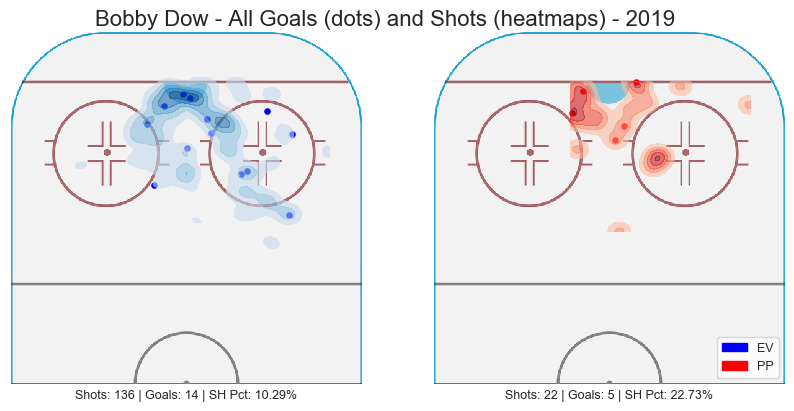 Bobby Dow - All Goals (dots) and Shots (heatmaps) - 2019
EV
PP
Shots: 136 | Goals: 14 | SH Pct: 10.29%
Shots: 22 | Goals: 5 | SH Pct: 22.73%